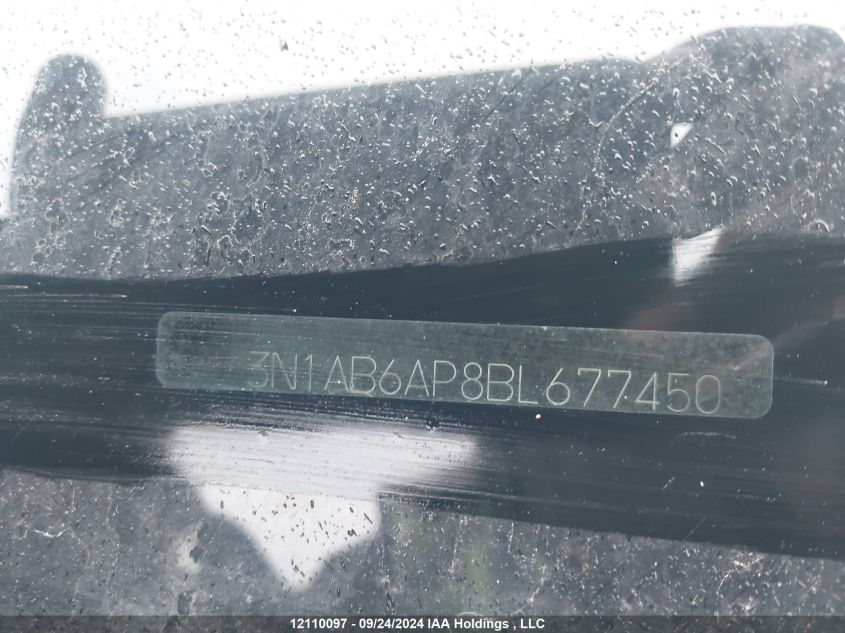 3N1AB6AP8BL677450
12110097 - 09/24/2024 IAA Holdings , LLC